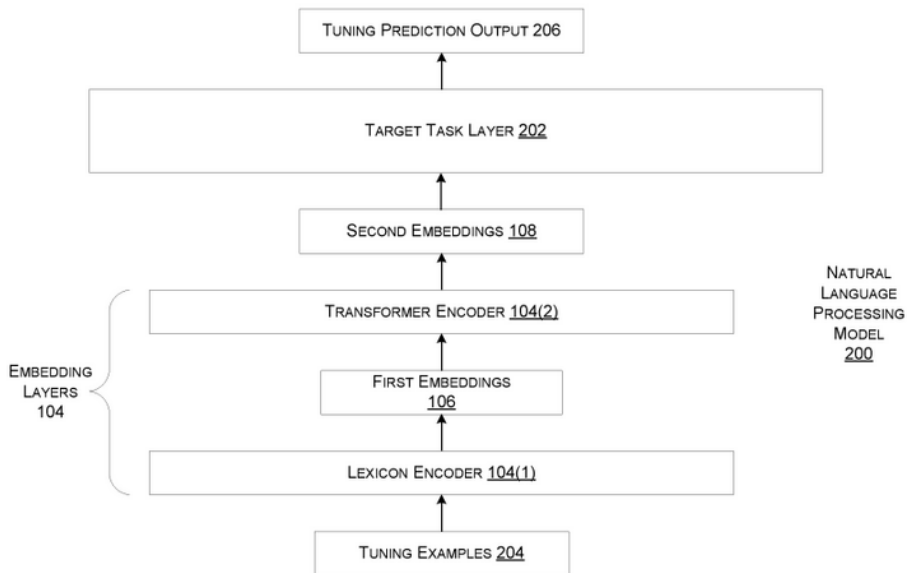 TUNING PREDICTION OUTPUT 206
TARGET TASK LAYER 202
SECOND EMBEDDINGS 108
TRANSFORMER ENCODER 104(2)
NATURAL
LANGUAGE
PROCESSING
MODEL
200
EMBEDDING
LAYERS
104
FIRST EMBEDDINGS
106
LEXICON ENCODER 104(1)
TUNING EXAMPLES 204